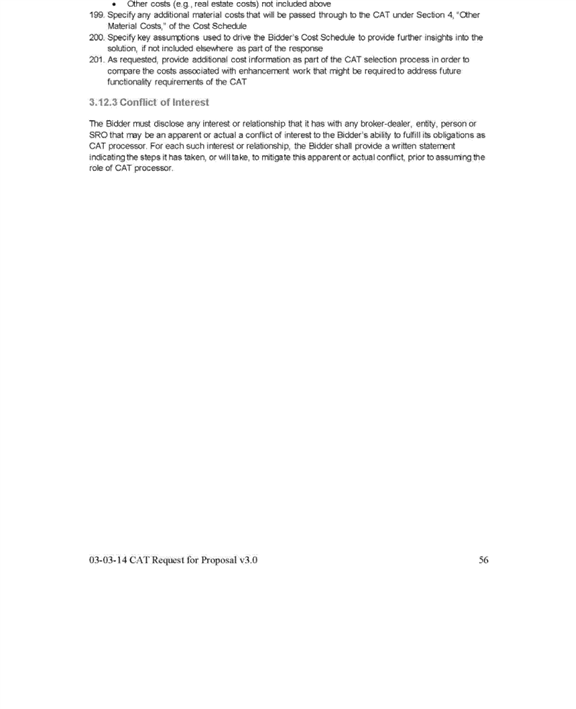 • Other costs (e.g., real estate costs) not included above
199. Specify any additional material costs that will be passed through to the CAT under Section 4, "Other
Material Costs," of the Cost Schedule
200. Specify key assumptions used to drive the Bidder's Cost Schedule to provide further insights into the
solution, if not included elsewhere as part of the response
201. As requested, provide additional cost information as part of the CAT selection process in order to
compare the costs associated with enhancement work that might be required to address future
functionality requirements of the CAT
3.12.3 Conflict of Interest
The Bidder must disclose any interest or relationship that it has with any broker-dealer, entity, person or
SRO that may be an apparent or actual a conflict of interest to the Bidder's ability to fulfill its obligations as
CAT processor. For each such interest or relationship, the Bidder shall provide a written statement
indicating the steps it has taken, or will take, to mitigate this apparent or actual conflict, prior to assuming the
role of CAT processor.
03-03-14 CAT Request for Proposal v3.0 56